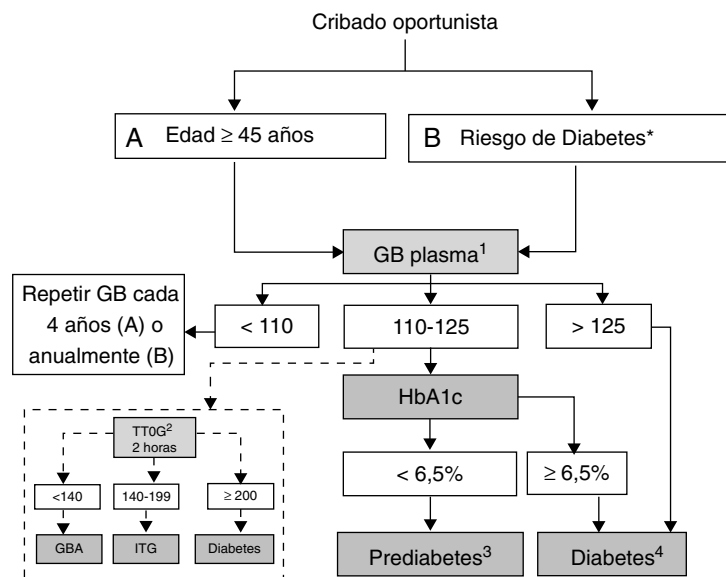 Cribado oportunista
A Edad ≥ 45 años
B Riesgo de Diabetes*
GB plasma¹
Repetir GB cada
4 años (A) o
anualmente (B)
< 110
110-125
> 125
HbA1c
TT0G²
2 horas
< 6,5%
≥ 6,5%
<140
140-199
≥ 200
GBA
ITG
Diabetes
Prediabetes³
Diabetes⁴